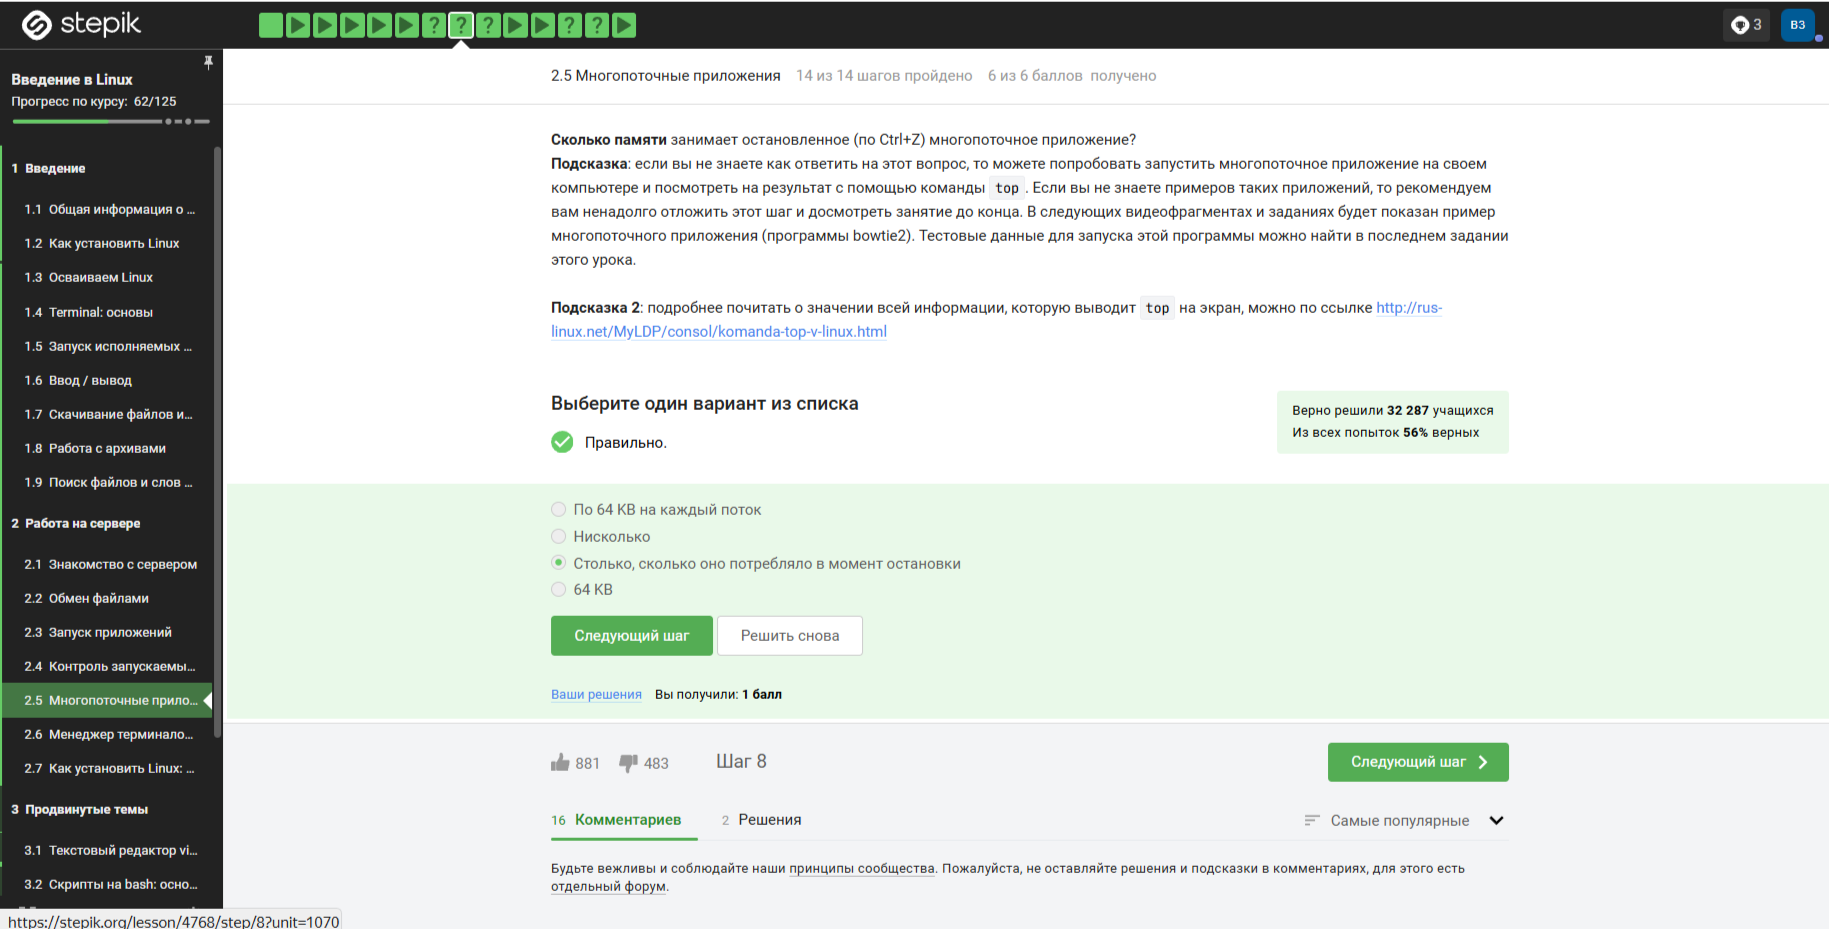 stepik
? ? ? ? ?
3
ВЗ
Введение в Linux
Прогресс по курсу: 62/125
1 Введение
1.1 Общая информация о ...
1.2 Как установить Linux
1.3 Осваиваем Linux
1.4 Terminal: основы
1.5 Запуск исполняемых ...
1.6 Ввод / вывод
1.7 Скачивание файлов и...
1.8 Работа с архивами
1.9 Поиск файлов и слов ...
2 Работа на сервере
2.1 Знакомство с сервером
2.2 Обмен файлами
2.3 Запуск приложений
2.4 Контроль запускаемы...
2.5 Многопоточные прило...
2.6 Менеджер терминало...
2.7 Как установить Linux: ...
3 Продвинутые темы
3.1 Текстовый редактор vi...
3.2 Скрипты на bash: осно...
https://stepik.org/lesson/4768/step/8?unit=1070
2.5 Многопоточные приложения 14 из 14 шагов пройдено 6 из 6 баллов получено
Сколько памяти занимает остановленное (по Ctrl+Z) многопоточное приложение?
Подсказка: если вы не знаете как ответить на этот вопрос, то можете попробовать запустить многопоточное приложение на своем
компьютере и посмотреть на результат с помощью команды top. Если вы не знаете примеров таких приложений, то рекомендуем
вам ненадолго отложить этот шаг и досмотреть занятие до конца. В следующих видеофрагментах и заданиях будет показан пример
многопоточного приложения (программы bowtie2). Тестовые данные для запуска этой программы можно найти в последнем задании
этого урока.
Подсказка 2: подробнее почитать о значении всей информации, которую выводит top на экран, можно по ссылке http://rus-
linux.net/MyLDP/consol/komanda-top-v-linux.html
Выберите один вариант из списка
Правильно.
Верно решили 32 287 учащихся
Из всех попыток 56% верных
По 64 KB на каждый поток
Нисколько
Столько, сколько оно потребляло в момент остановки
64 KB
Следующий шаг
Решить снова
Ваши решения Вы получили: 1 балл
881 483 Шаг 8
Следующий шаг
16 Комментариев 2 Решения
Самые популярные
Будьте вежливы и соблюдайте наши принципы сообщества. Пожалуйста, не оставляйте решения и подсказки в комментариях, для этого есть
отдельный форум.